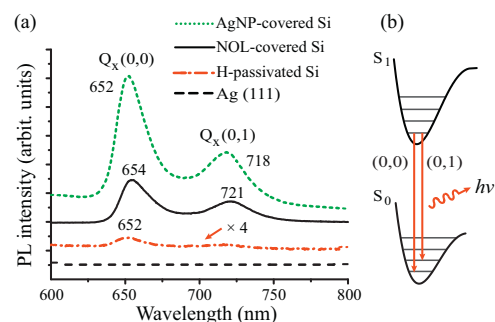 (a)
AgNP-covered Si
NOL-covered Si
H-passivated Si
Ag (111)
Qx (0,0)
652
Qx (0,1)
718
654
721
652
× 4
PL intensity (arbit. units)
600 650 700 750 800
Wavelength (nm)
(b)
S1
(0,0) (0,1)
S0
hν